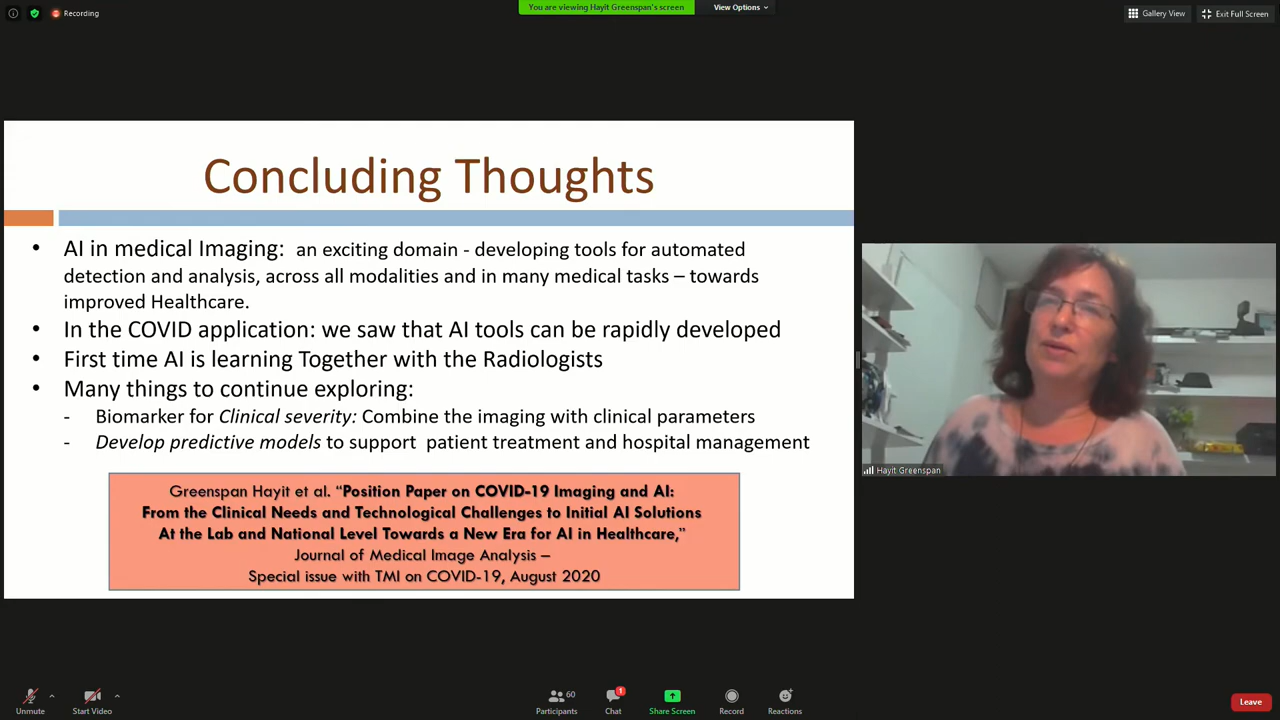 Recording
You are viewing Hayit Greenspan's screen
View Options
Gallery View
Exit Full Screen
Concluding Thoughts
• AI in medical Imaging: an exciting domain - developing tools for automated
detection and analysis, across all modalities and in many medical tasks – towards
improved Healthcare.
• In the COVID application: we saw that AI tools can be rapidly developed
• First time AI is learning Together with the Radiologists
• Many things to continue exploring:
- Biomarker for Clinical severity: Combine the imaging with clinical parameters
- Develop predictive models to support patient treatment and hospital management
Greenspan Hayit et al. “Position Paper on COVID-19 Imaging and AI:
From the Clinical Needs and Technological Challenges to Initial AI Solutions
At the Lab and National Level Towards a New Era for AI in Healthcare,”
Journal of Medical Image Analysis –
Special issue with TMI on COVID-19, August 2020
Hayit Greenspan
Unmute
Start Video
60
Participants
1
Chat
Share Screen
Record
Reactions
Leave